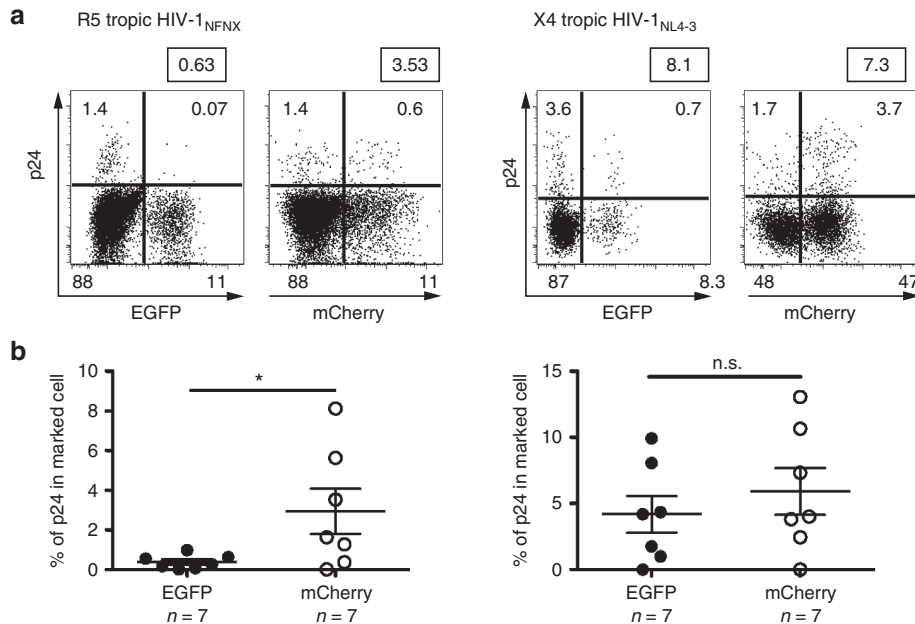 a
R5 tropic HIV-1NFNX
X4 tropic HIV-1NL4-3
0.63
3.53
8.1
7.3
p24
1.4
0.07
1.4
0.6
p24
3.6
0.7
1.7
3.7
88
11
88
11
87
8.3
48
47
EGFP
mCherry
EGFP
mCherry
b
% of p24 in marked cell
10
8
6
4
2
0
*
EGFP
n = 7
mCherry
n = 7
% of p24 in marked cell
15
10
5
0
n.s.
EGFP
n = 7
mCherry
n = 7